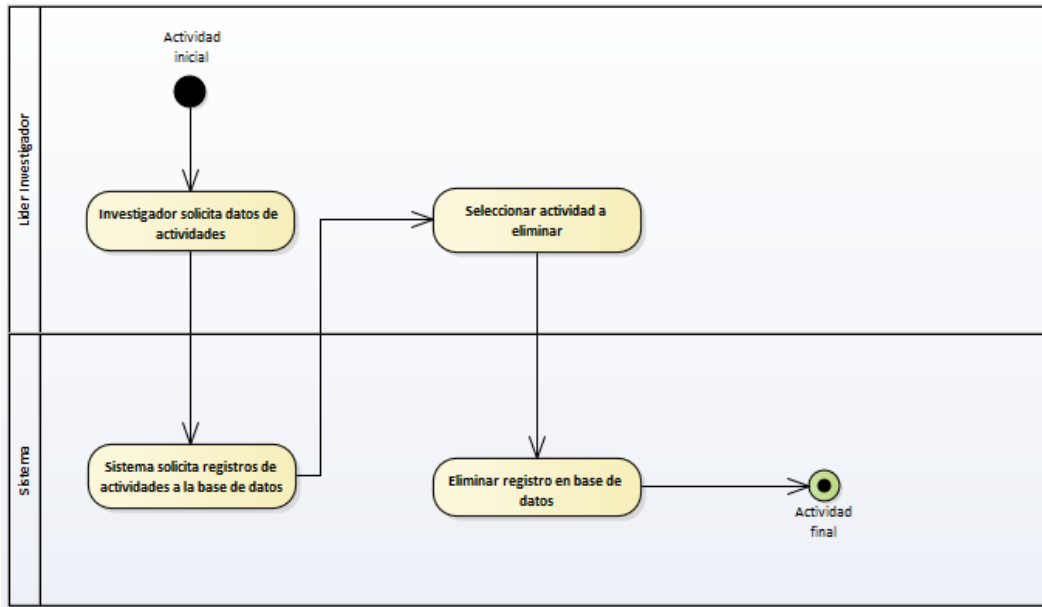 Líder Investigador
Actividad
inicial
Investigador solicita datos de
actividades
Seleccionar actividad a
eliminar
Sistema
Sistema solicita registros de
actividades a la base de datos
Eliminar registro en base de
datos
Actividad
final